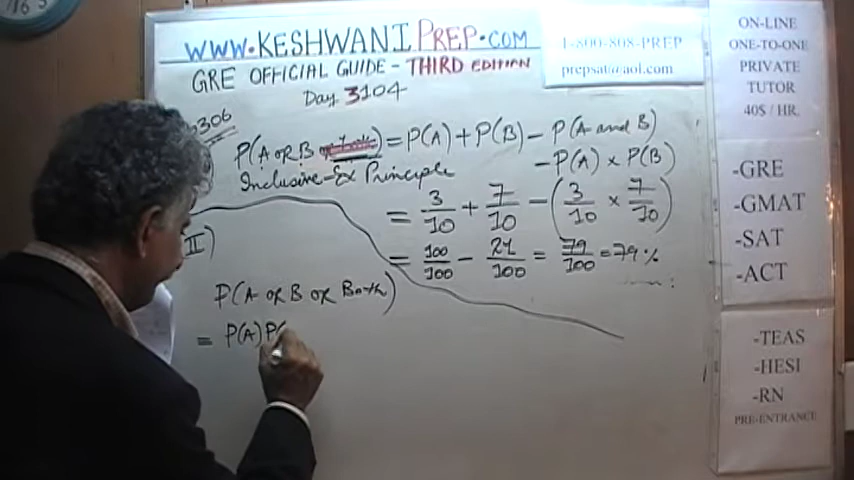 WWW.KESHWANIPREP.COM
GRE OFFICIAL GUIDE - THIRD EDITION
Day 3104
1-800-808-PREP
prepsat@aol.com
306
P(A OR B) = P(A) + P(B) - P(A and B)
- P(A) × P(B)
Inclusive-Ex Principle
= 3/10 + 7/10 - (3/10 × 7/10)
= 100/100 - 21/100 = 79/100 = 79%
II)
P(A OR B OR Both)
= P(A)P(
ON-LINE
ONE-TO-ONE
PRIVATE
TUTOR
40$ / HR.
-GRE
-GMAT
-SAT
-ACT
-TEAS
-HESI
-RN
PRE-ENTRANCE